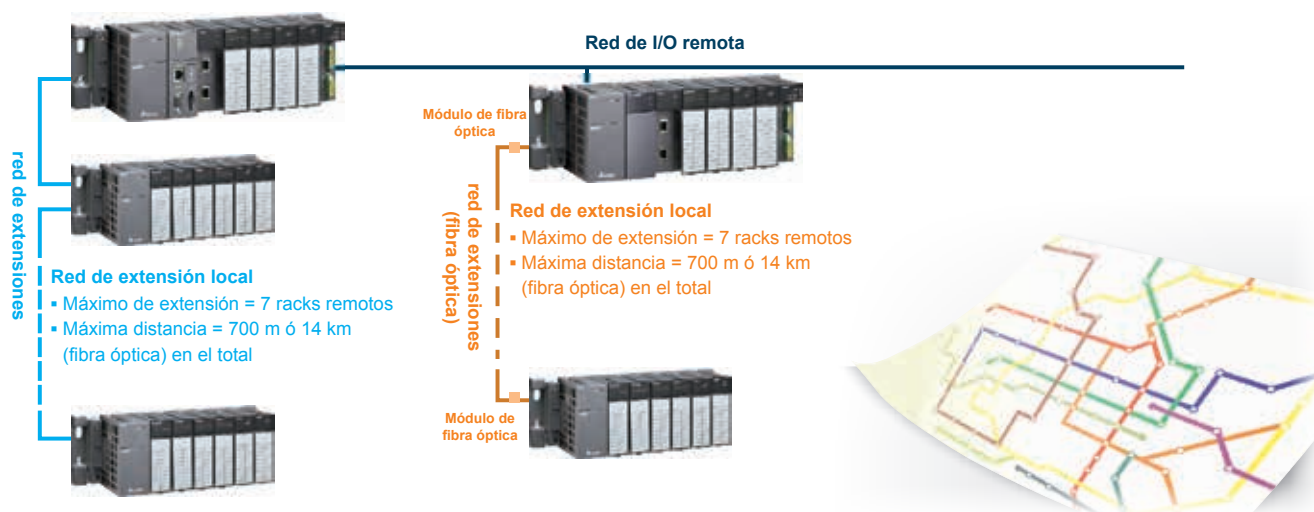 Red de I/O remota
red de extensiones
Red de extensión local
▪ Máximo de extensión = 7 racks remotos
▪ Máxima distancia = 700 m ó 14 km
(fibra óptica) en el total
Módulo de fibra
óptica
red de extensiones
(fibra óptica)
Red de extensión local
▪ Máximo de extensión = 7 racks remotos
▪ Máxima distancia = 700 m ó 14 km
(fibra óptica) en el total
Módulo de
fibra óptica